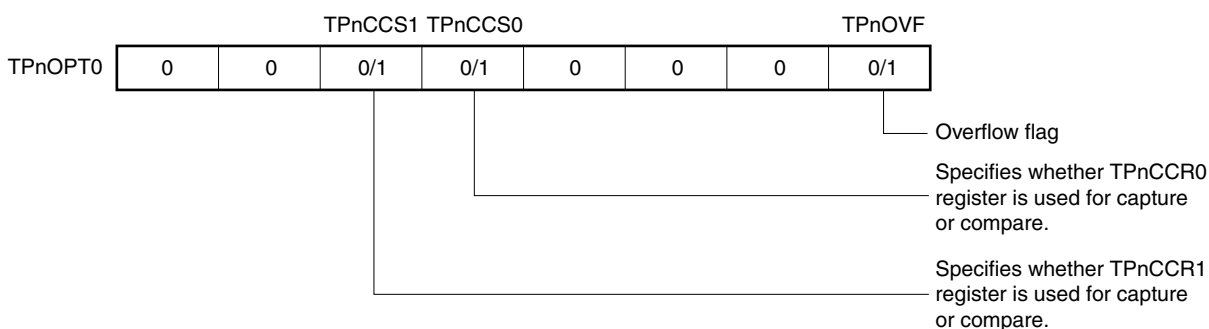 TPnCCS1 TPnCCS0 TPnOVF
TPnOPT0 0 0 0/1 0/1 0 0 0 0/1
Overflow flag
Specifies whether TPnCCR0
register is used for capture
or compare.
Specifies whether TPnCCR1
register is used for capture
or compare.